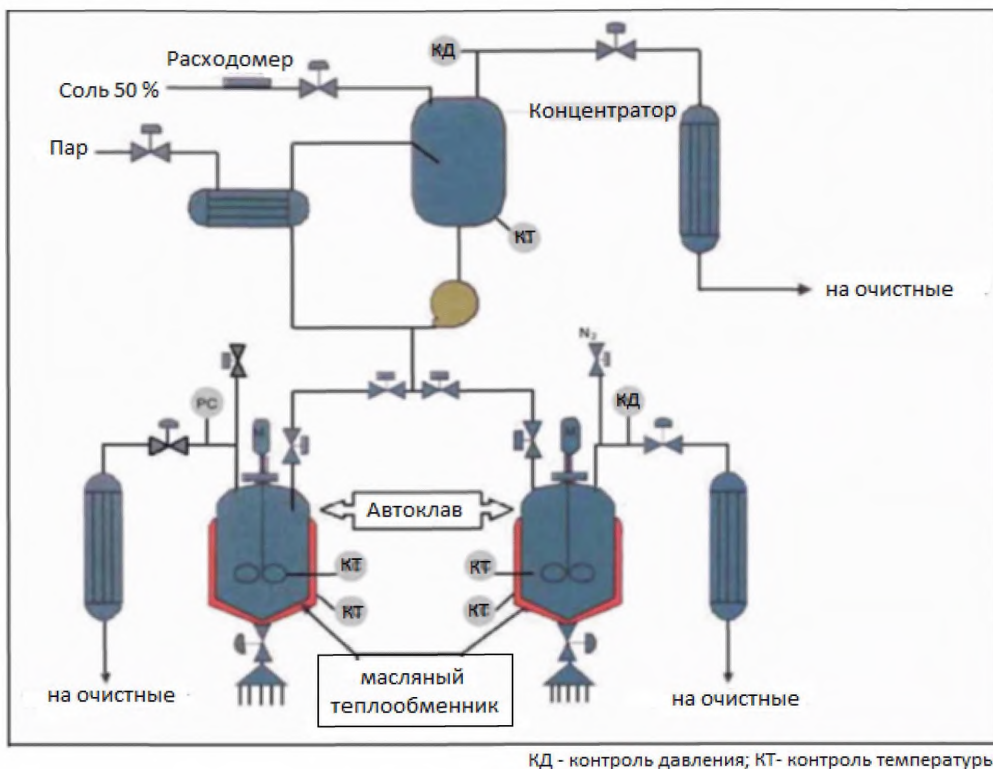 Расходомер
КД
Соль 50 %
Концентратор
Пар
КТ
на очистные
N₂
РС
КД
М
М
Автоклав
КТ
КТ
КТ
КТ
масляный
теплообменник
на очистные
на очистные
КД - контроль давления; КТ- контроль температуры